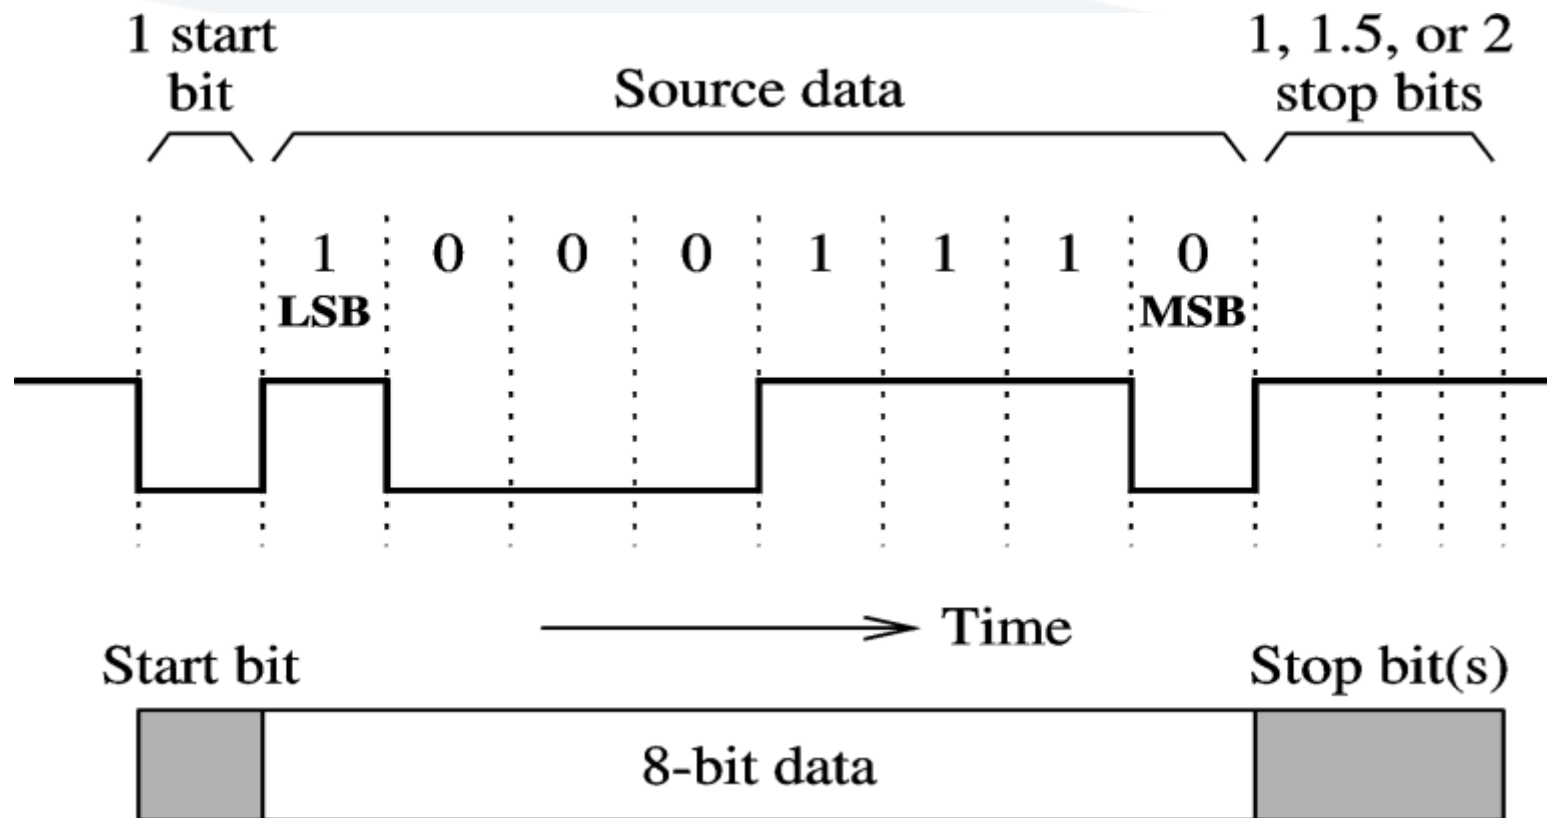 1 start
bit
Source data
1, 1.5, or 2
stop bits
1 0 0 0 1 1 1 0
LSB MSB
Time
Start bit
Stop bit(s)
8-bit data